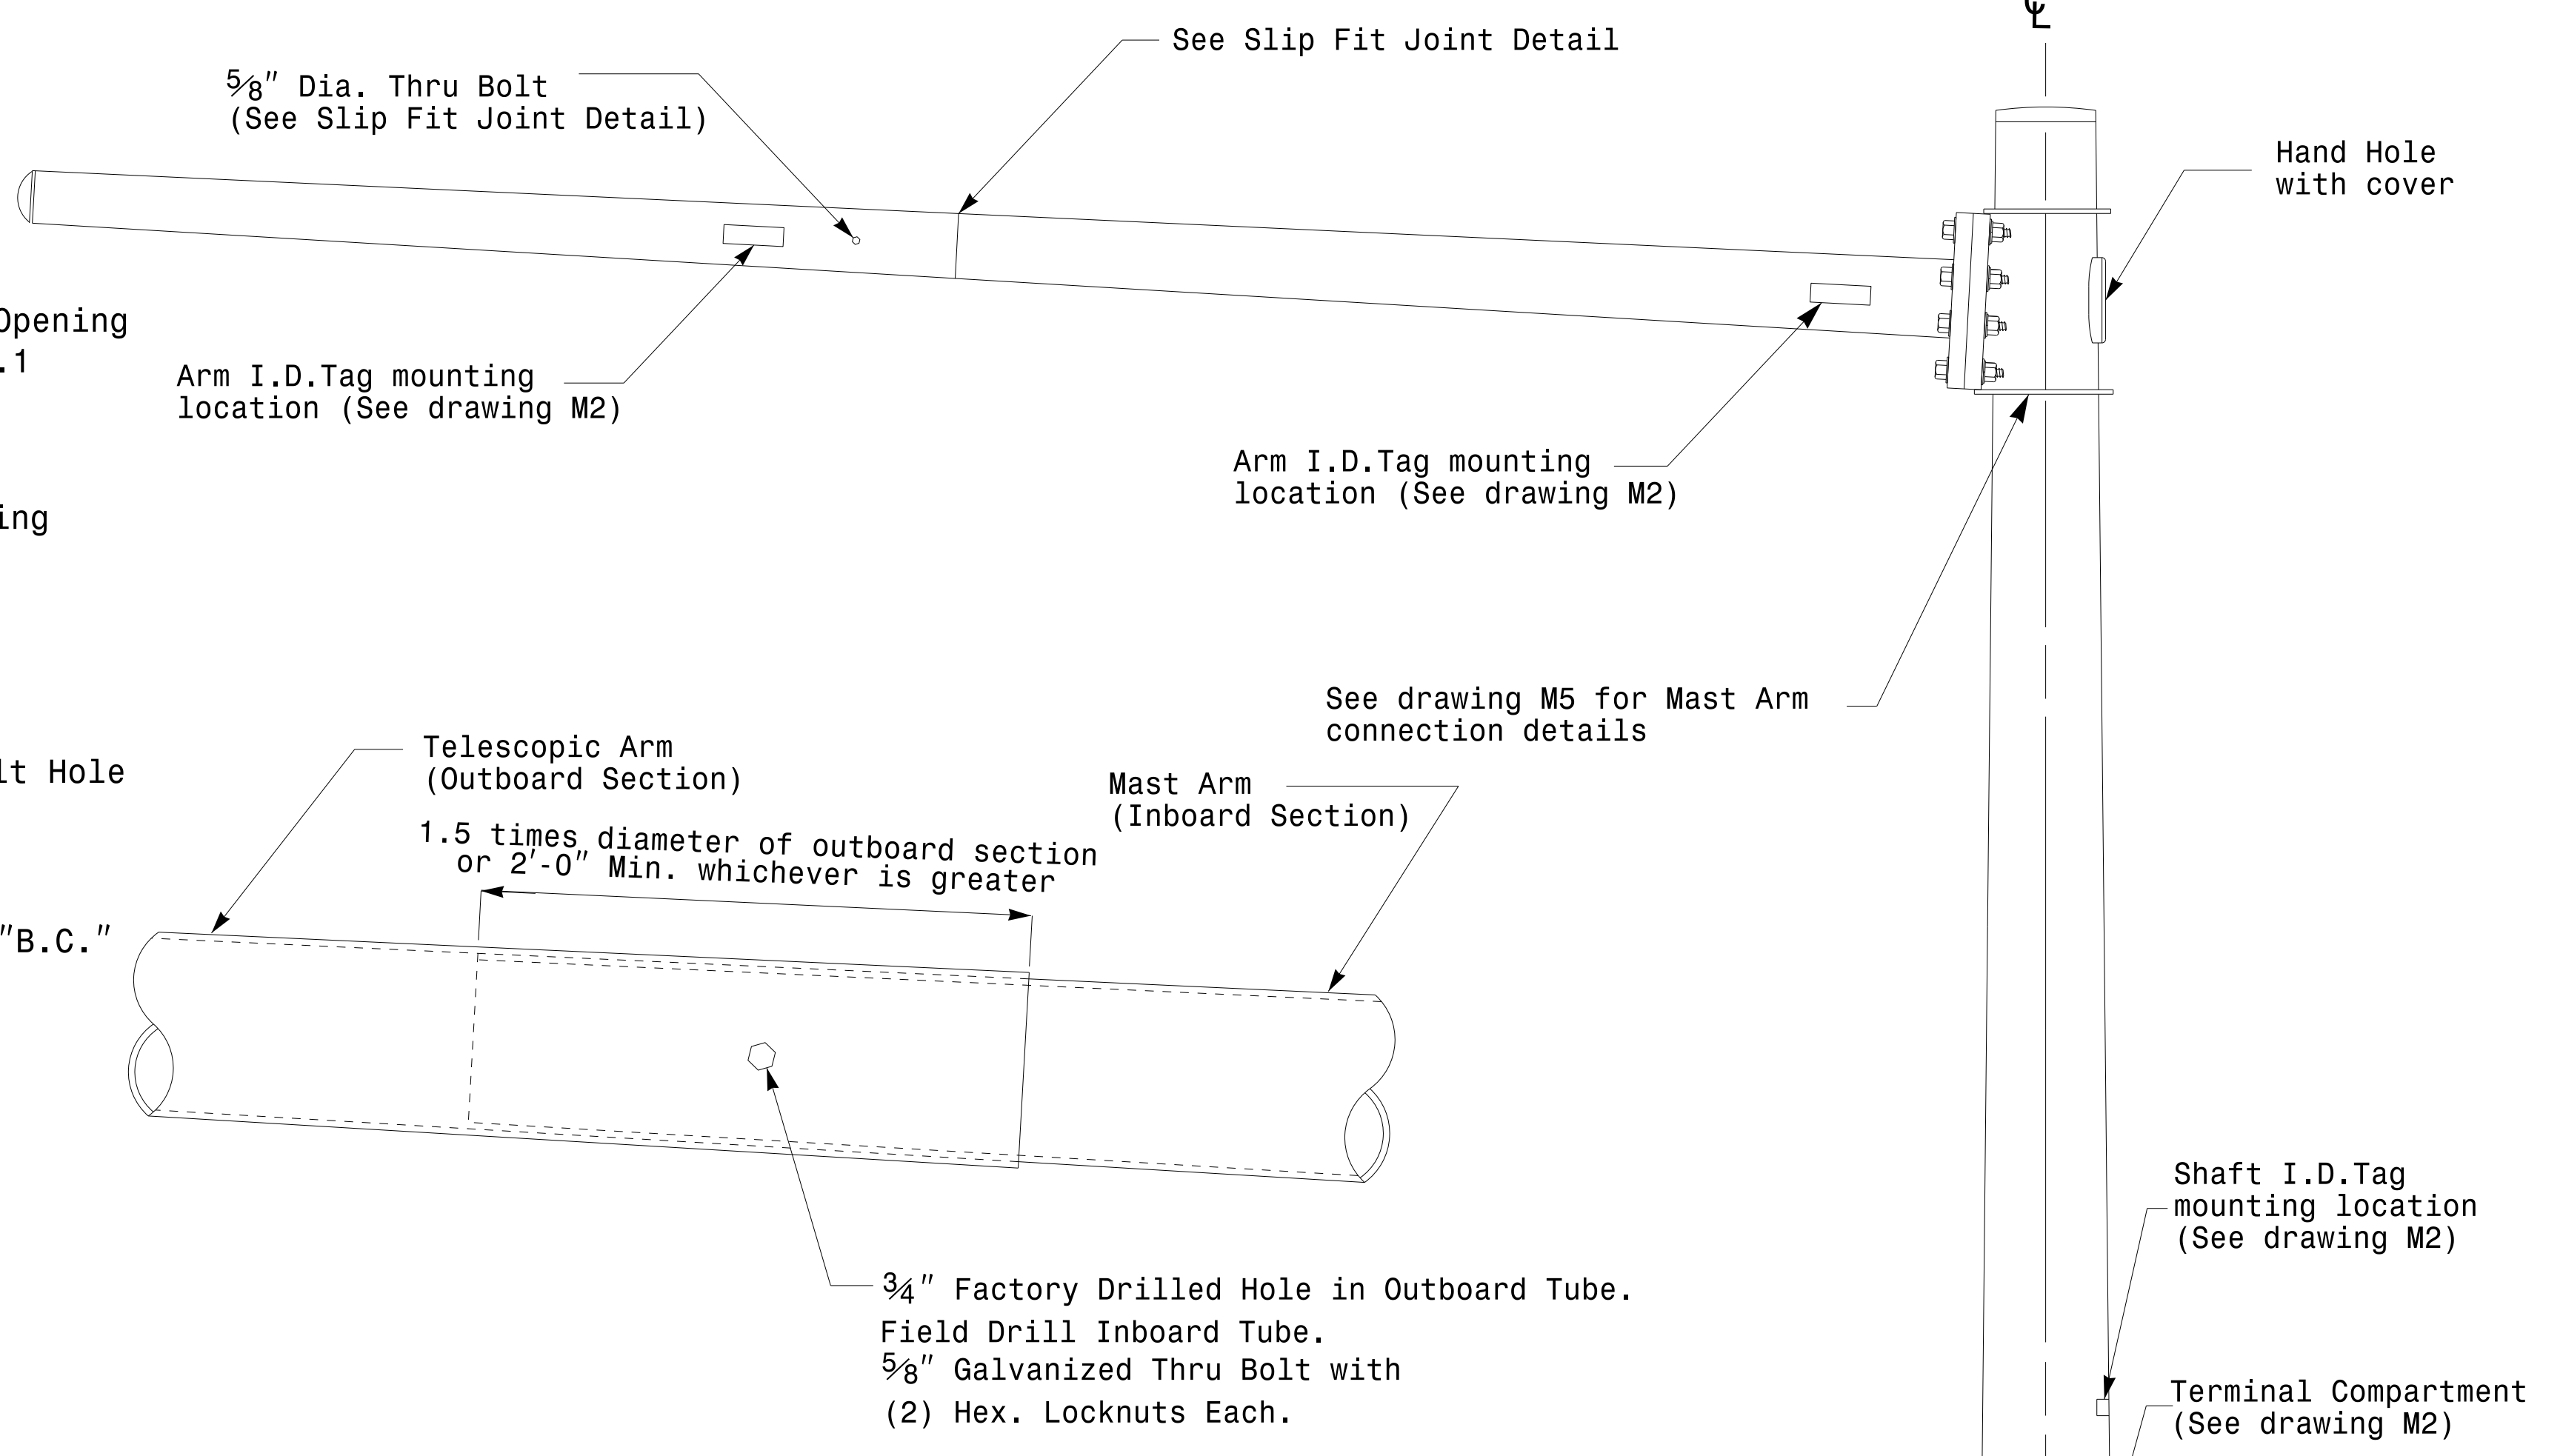 ℄
See Slip Fit Joint Detail
5/8" Dia. Thru Bolt
(See Slip Fit Joint Detail)
Hand Hole
with cover
Opening
.1
Arm I.D.Tag mounting
location (See drawing M2)
Arm I.D.Tag mounting
location (See drawing M2)
ing
See drawing M5 for Mast Arm
connection details
Telescopic Arm
(Outboard Section)
lt Hole
Mast Arm
(Inboard Section)
1.5 times diameter of outboard section
or 2'-0" Min. whichever is greater
"B.C."
Shaft I.D.Tag
mounting location
(See drawing M2)
3/4" Factory Drilled Hole in Outboard Tube.
Field Drill Inboard Tube.
5/8" Galvanized Thru Bolt with
(2) Hex. Locknuts Each.
Terminal Compartment
(See drawing M2)